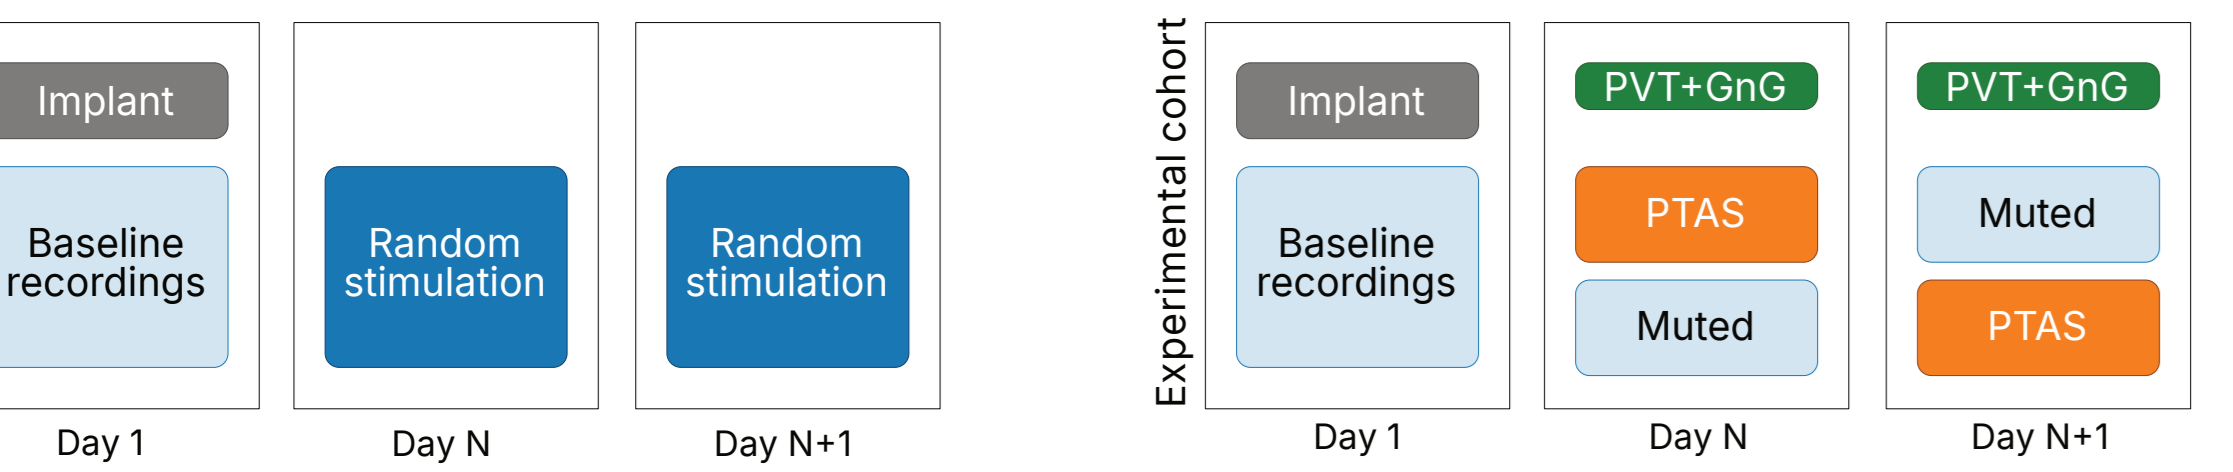 Implant
Baseline
recordings
Day 1
Random
stimulation
Day N
Random
stimulation
Day N+1
Experimental cohort
Implant
Baseline
recordings
Day 1
PVT+GnG
PTAS
Muted
Day N
PVT+GnG
Muted
PTAS
Day N+1